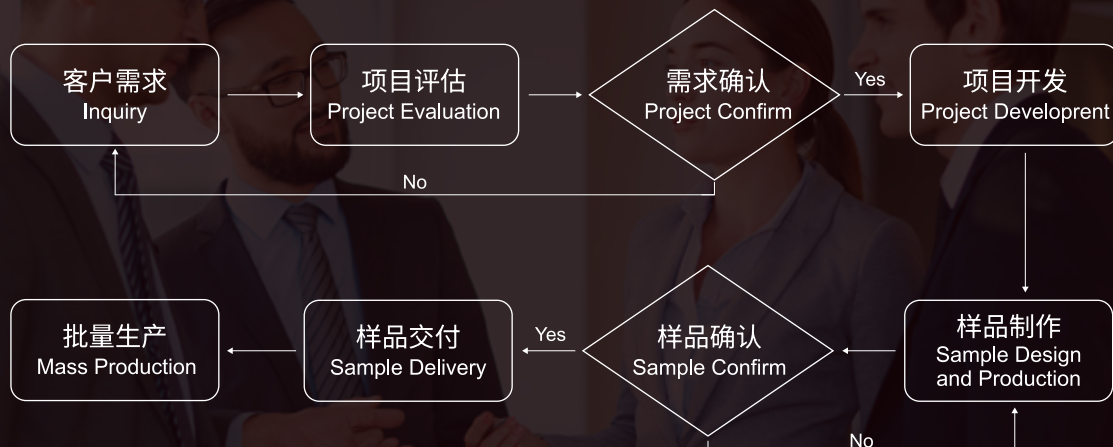 客户需求
Inquiry
项目评估
Project Evaluation
需求确认
Project Confirm
Yes
项目开发
Project Developrent
No
批量生产
Mass Production
样品交付
Sample Delivery
Yes
样品确认
Sample Confirm
样品制作
Sample Design
and Production
No